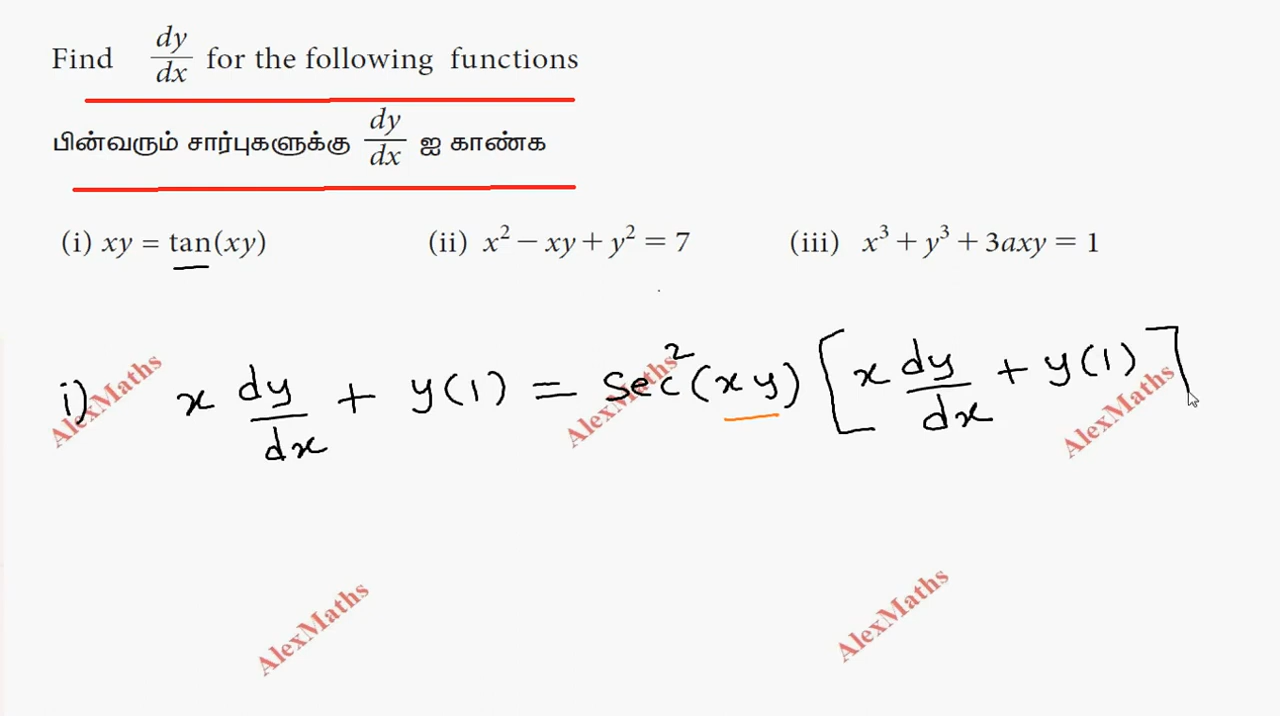 Find dy/dx for the following functions
பின்வரும் சார்புகளுக்கு dy/dx ஐ காண்க
(i) xy = tan(xy) (ii) x² − xy + y² = 7 (iii) x³ + y³ + 3axy = 1
i) x dy/dx + y(1) = Sec²(xy) [x dy/dx + y(1)]
AlexMaths AlexMaths AlexMaths
AlexMaths AlexMaths